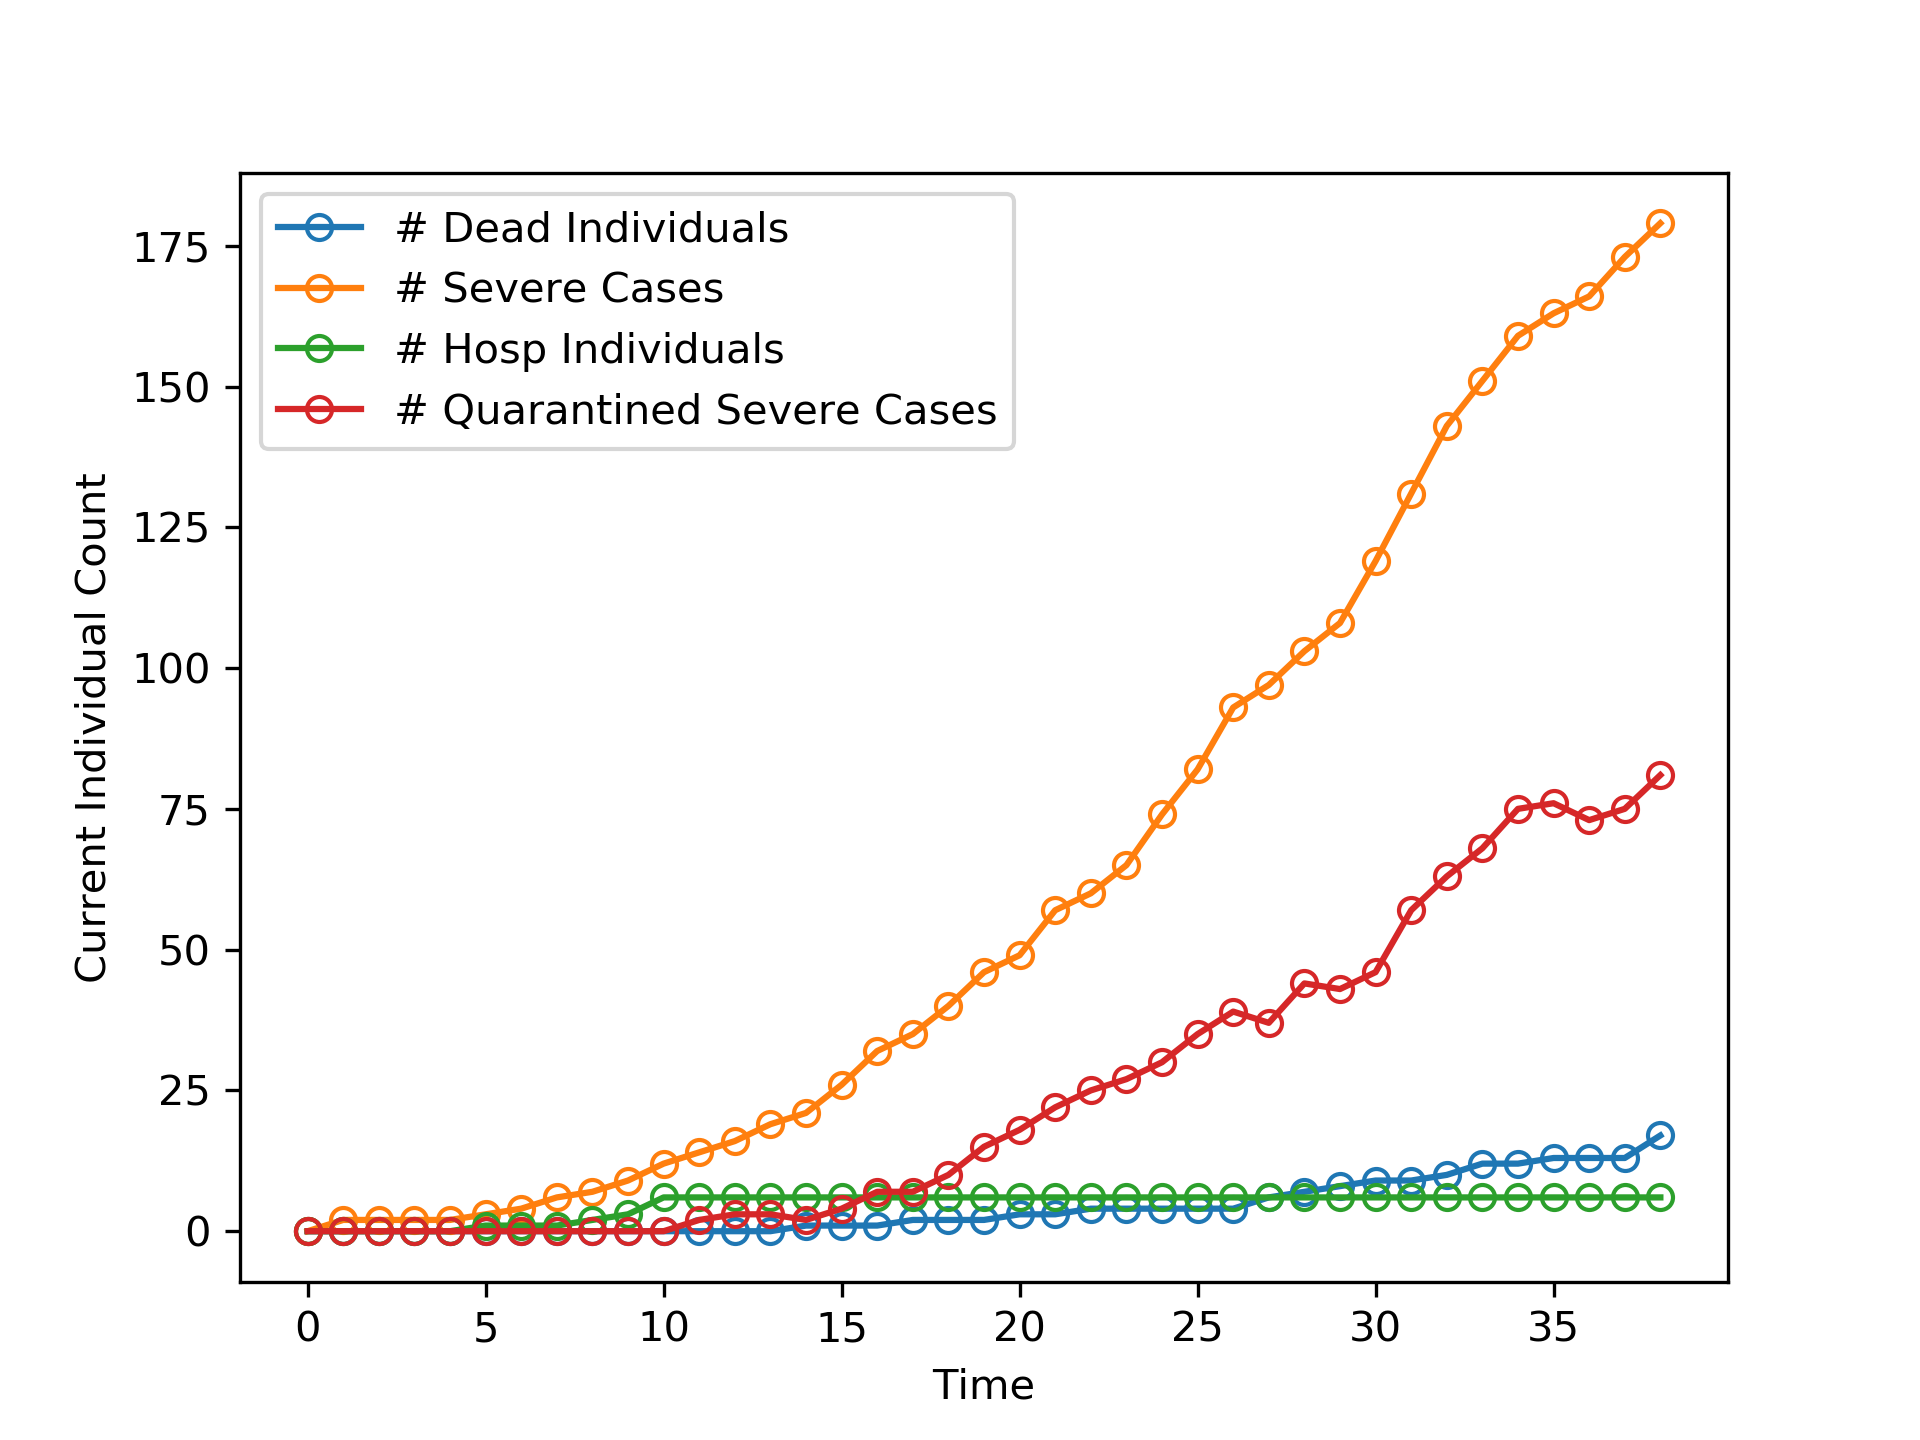 # Dead Individuals
# Severe Cases
# Hosp Individuals
# Quarantined Severe Cases
175
150
125
100
75
50
25
0
Current Individual Count
0 5 10 15 20 25 30 35
Time